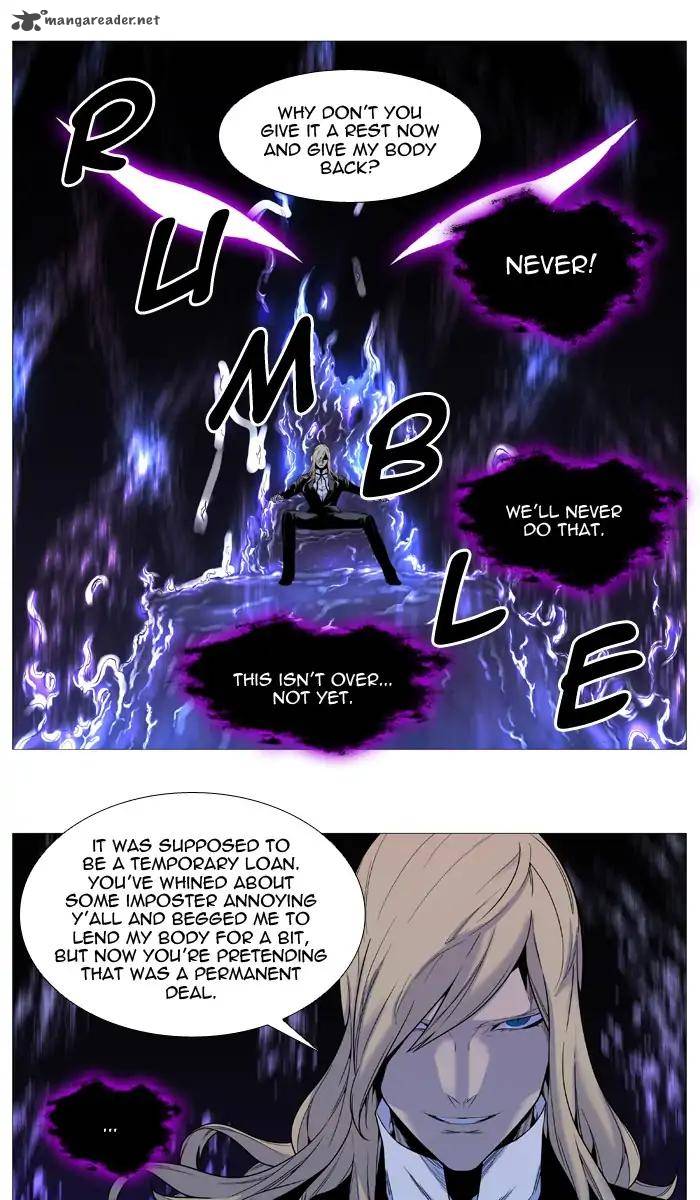 mangareader.net
WHY DON'T YOU
GIVE IT A REST NOW
AND GIVE MY BODY
BACK?
RUMBLE
NEVER!
WE'LL NEVER
DO THAT.
THIS ISN'T OVER...
NOT YET.
IT WAS SUPPOSED TO
BE A TEMPORARY LOAN.
YOU'VE WHINED ABOUT
SOME IMPOSTER ANNOYING
Y'ALL AND BEGGED ME TO
LEND MY BODY FOR A BIT,
BUT NOW YOU'RE PRETENDING
THAT WAS A PERMANENT
DEAL.
...